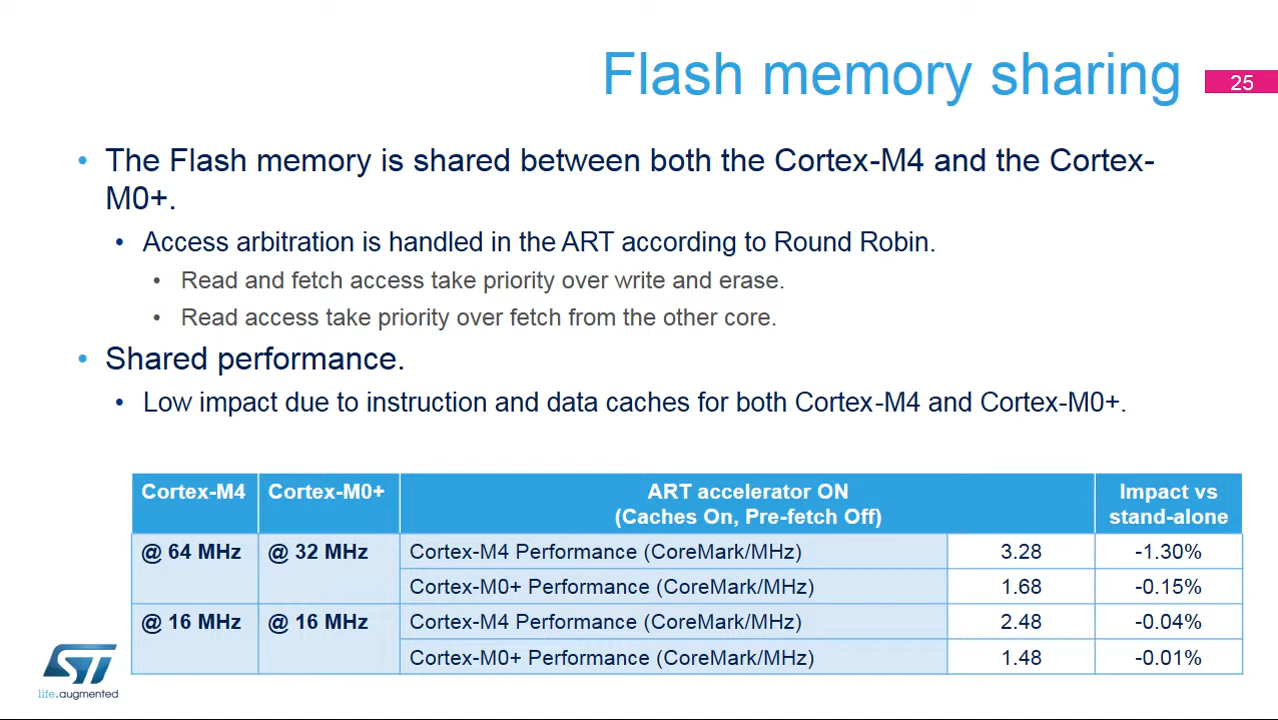 Flash memory sharing
25
• The Flash memory is shared between both the Cortex-M4 and the Cortex-
M0+.
• Access arbitration is handled in the ART according to Round Robin.
• Read and fetch access take priority over write and erase.
• Read access take priority over fetch from the other core.
• Shared performance.
• Low impact due to instruction and data caches for both Cortex-M4 and Cortex-M0+.
Cortex-M4 Cortex-M0+ ART accelerator ON Impact vs
(Caches On, Pre-fetch Off) stand-alone
@ 64 MHz @ 32 MHz Cortex-M4 Performance (CoreMark/MHz) 3.28 -1.30%
Cortex-M0+ Performance (CoreMark/MHz) 1.68 -0.15%
@ 16 MHz @ 16 MHz Cortex-M4 Performance (CoreMark/MHz) 2.48 -0.04%
Cortex-M0+ Performance (CoreMark/MHz) 1.48 -0.01%
ST
life.augmented